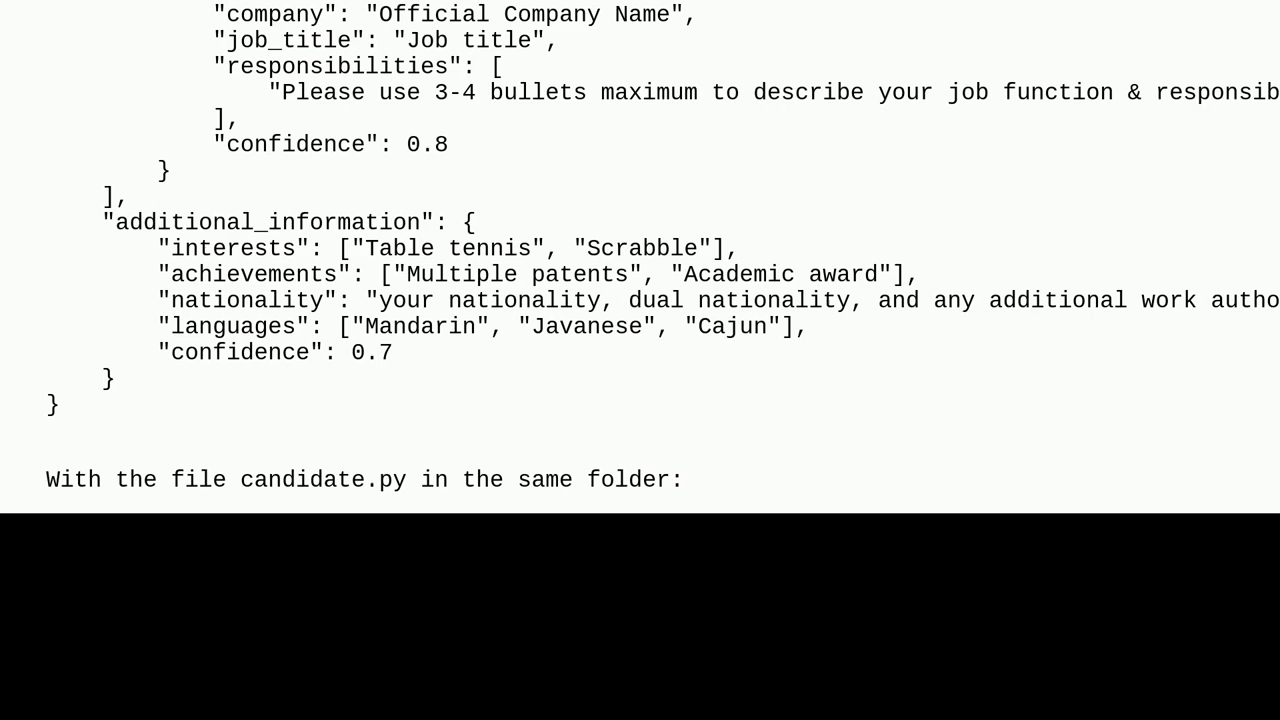 "company": "Official Company Name",
"job_title": "Job title",
"responsibilities": [
"Please use 3-4 bullets maximum to describe your job function &
],
"confidence": 0.8
}
],
"additional_information": {
"interests": ["Table tennis", "Scrabble"],
"achievements": ["Multiple patents", "Academic award"],
"nationality": "your nationality, dual nationality, and any additional work
"languages": ["Mandarin", "Javanese", "Cajun"],
"confidence": 0.7
}
}
With the file candidate.py in the same folder: